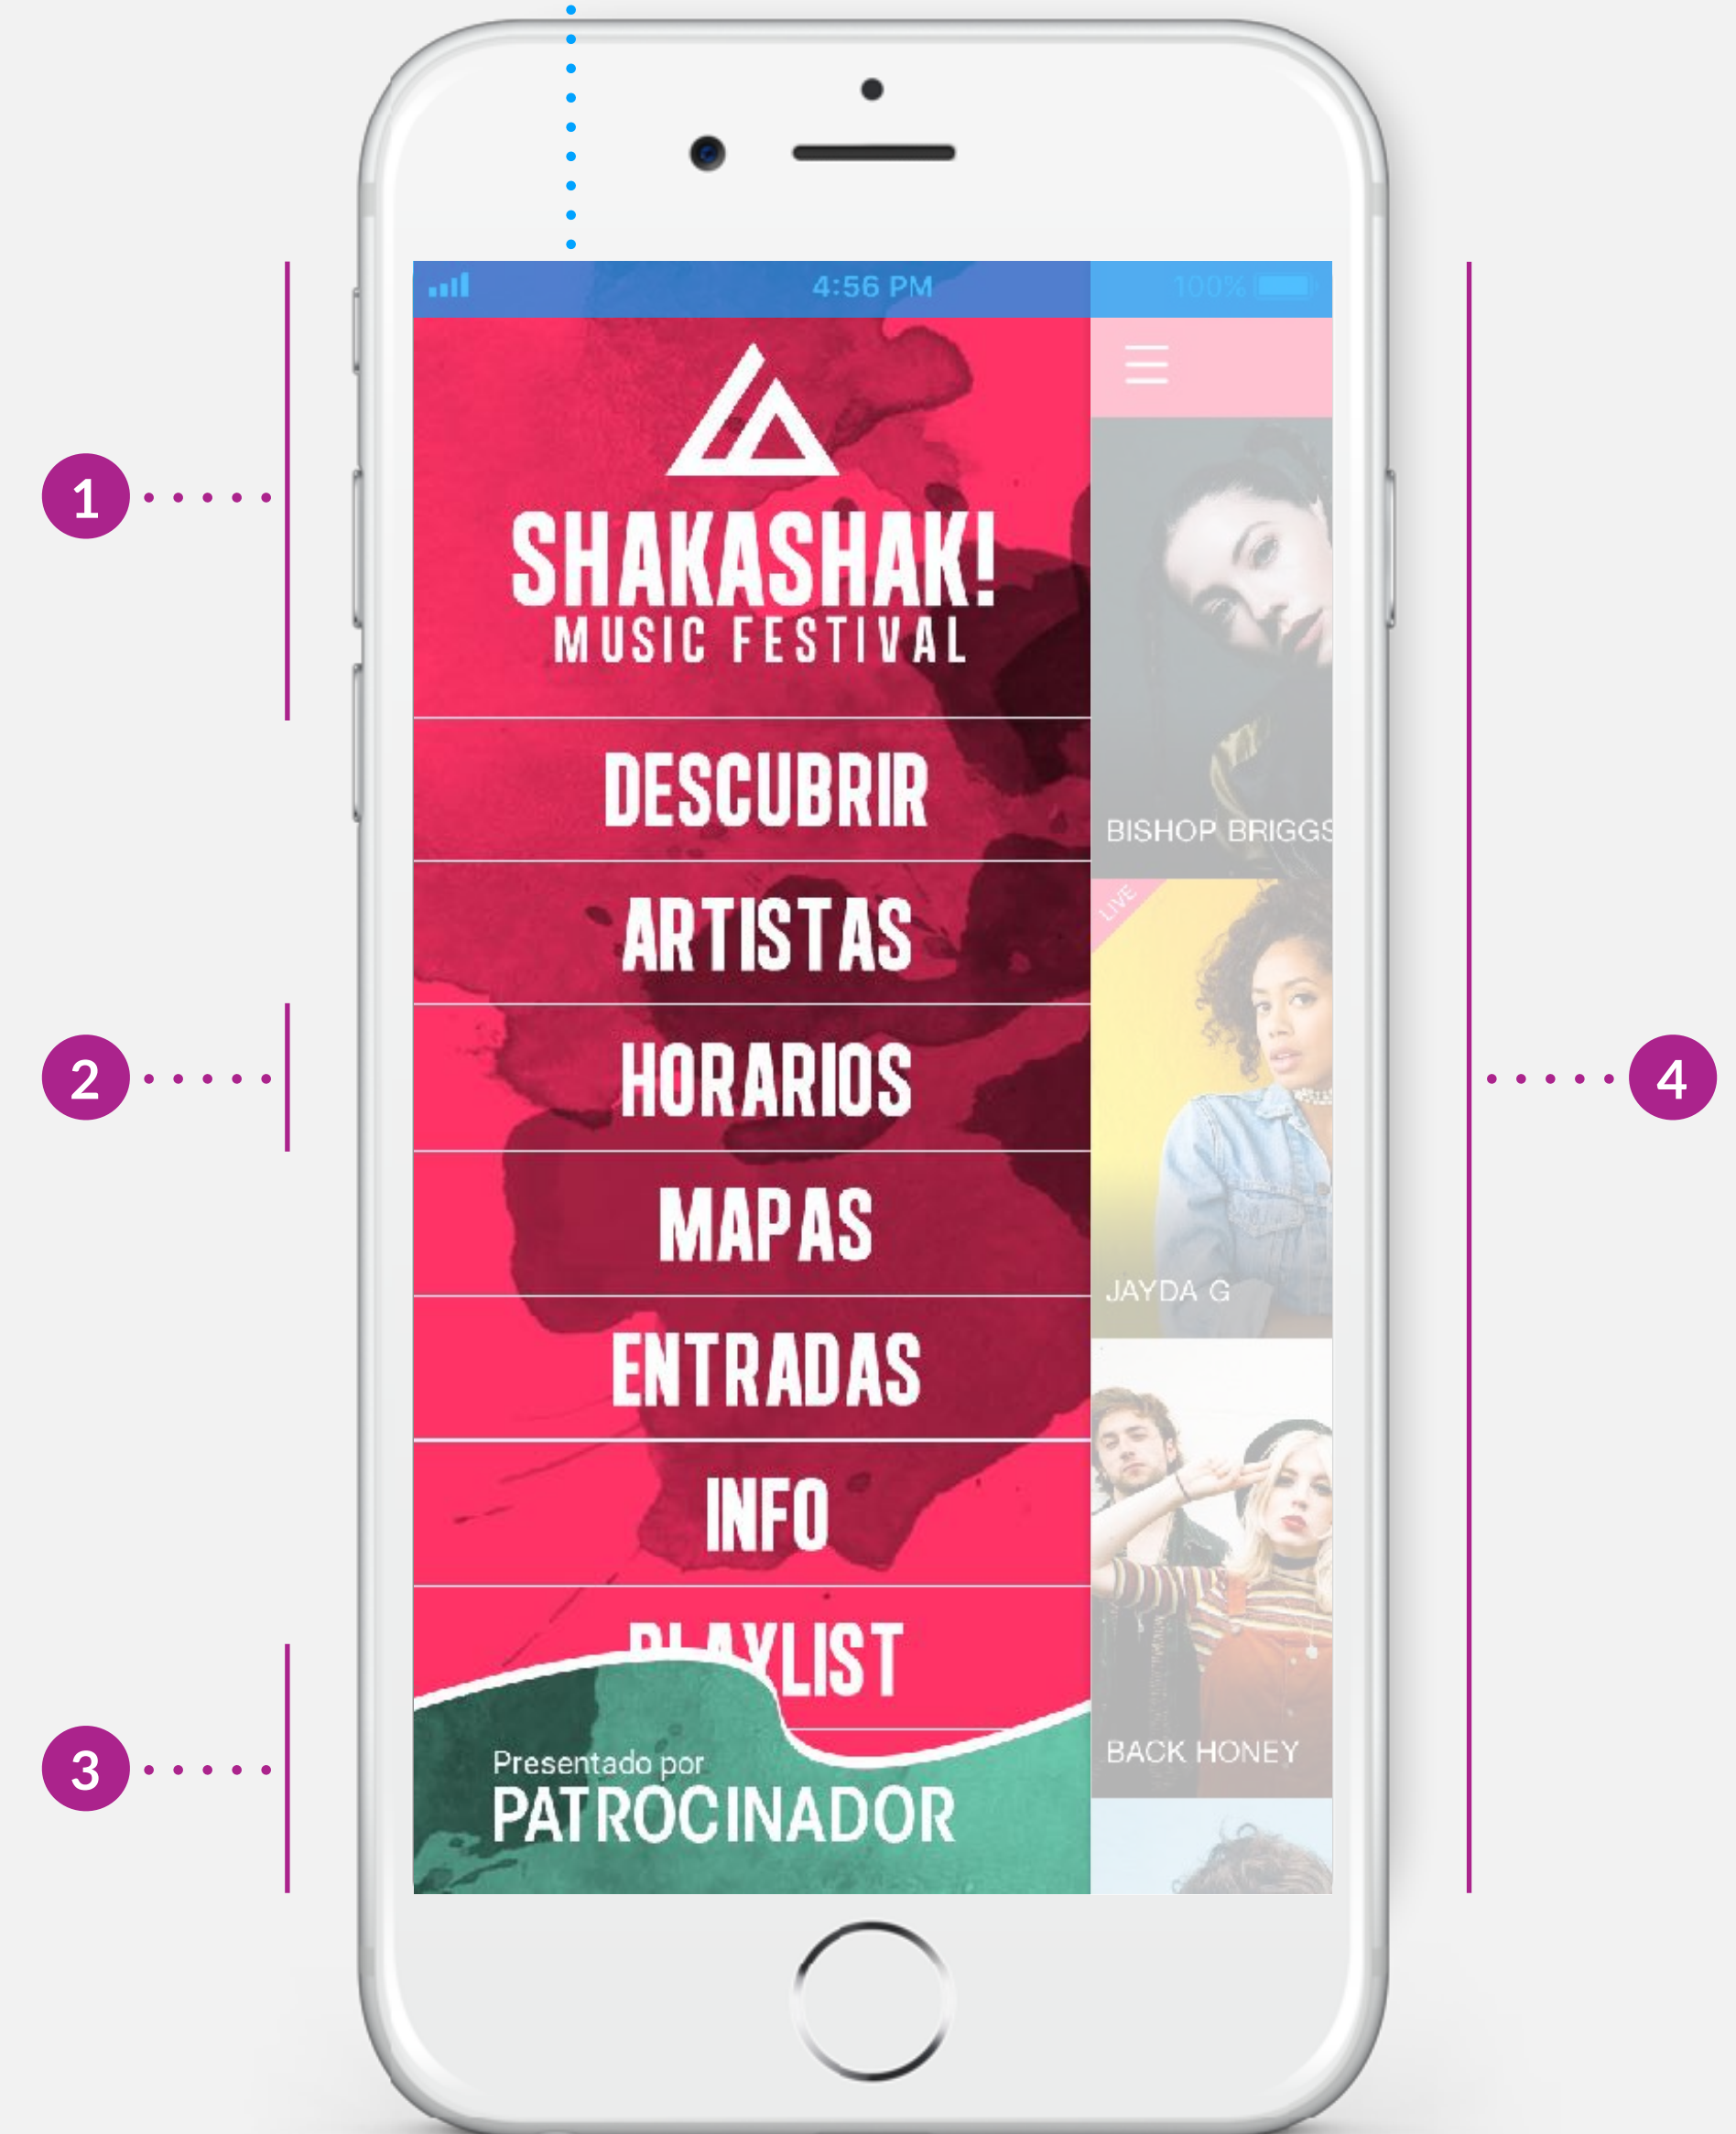 4:56 PM
100%
SHAKASHAK!
MUSIC FESTIVAL
1
DESCUBRIR
BISHOP BRIGGS
LIVE
ARTISTAS
HORARIOS
2
4
MAPAS
JAYDA G
ENTRADAS
INFO
PLAYLIST
BACK HONEY
3
Presentado por
PATROCINADOR